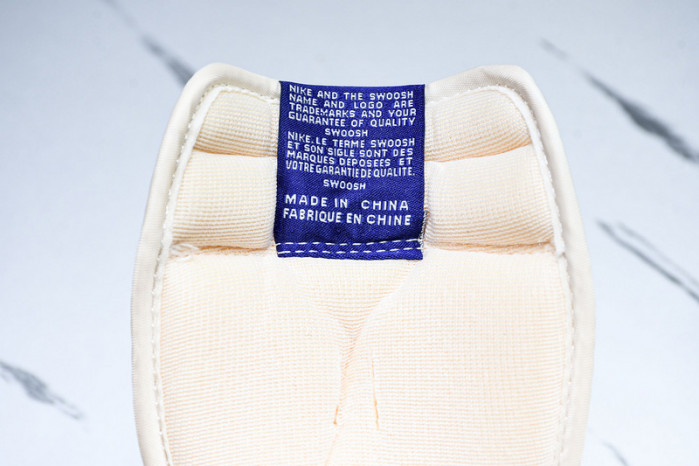 NIKE AND THE SWOOSH
NAME AND LOGO ARE
TRADEMARKS AND YOUR
GUARANTEE OF QUALITY
SWOOSH
NIKE.LE TERME SWOOSH
ET SON SIGLE SONT DES
MARQUES DEPOSEES ET
VOTRE GARANTIE DE QUALITE.
SWOOSH
MADE IN CHINA
FABRIQUE EN CHINE